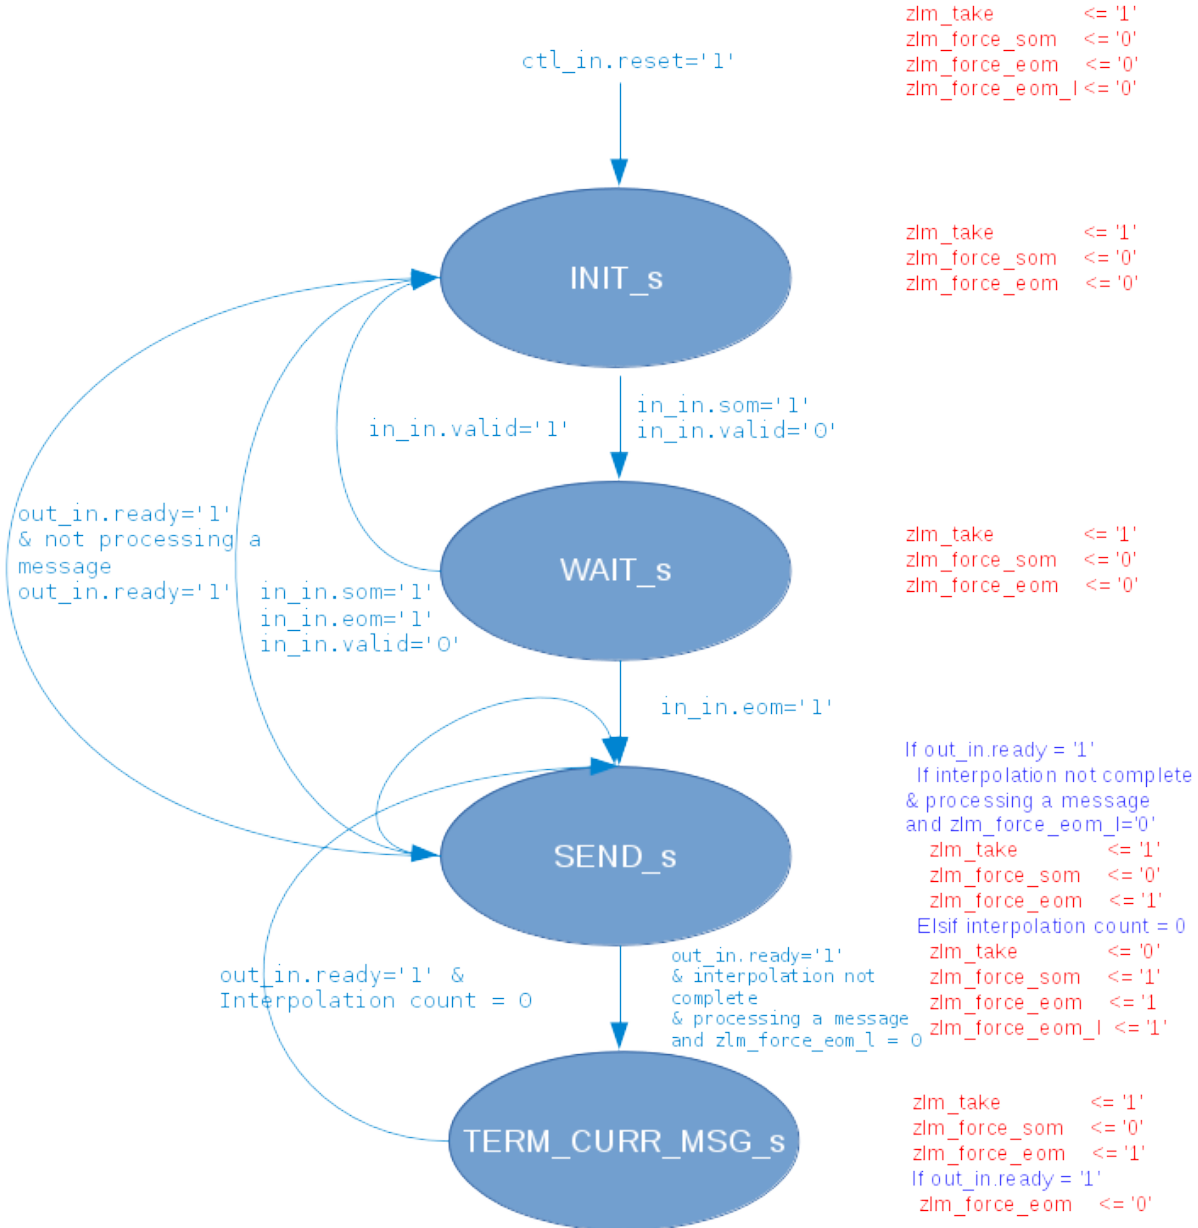 zlm_take <= '1'
zlm_force_som <= '0'
zlm_force_eom <= '0'
zlm_force_eom_l <= '0'
ctl_in.reset='1'
INIT_s
zlm_take <= '1'
zlm_force_som <= '0'
zlm_force_eom <= '0'
in_in.valid='1'
in_in.som='1'
in_in.valid='0'
out_in.ready='1'
& not processing a
message
out_in.ready='1'
in_in.som='1'
in_in.eom='1'
in_in.valid='0'
WAIT_s
zlm_take <= '1'
zlm_force_som <= '0'
zlm_force_eom <= '0'
in_in.eom='1'
SEND_s
If out_in.ready = '1'
If interpolation not complete
& processing a message
and zlm_force_eom_l='0'
zlm_take <= '1'
zlm_force_som <= '0'
zlm_force_eom <= '1'
Elsif interpolation count = 0
zlm_take <= '0'
zlm_force_som <= '1'
zlm_force_eom <= '1
zlm_force_eom_l <= '1'
out_in.ready='1' &
Interpolation count = 0
out_in.ready='1'
& interpolation not
complete
& processing a message
and zlm_force_eom_l = 0
TERM_CURR_MSG_s
zlm_take <= '1'
zlm_force_som <= '0'
zlm_force_eom <= '1'
If out_in.ready = '1'
zlm_force_eom <= '0'